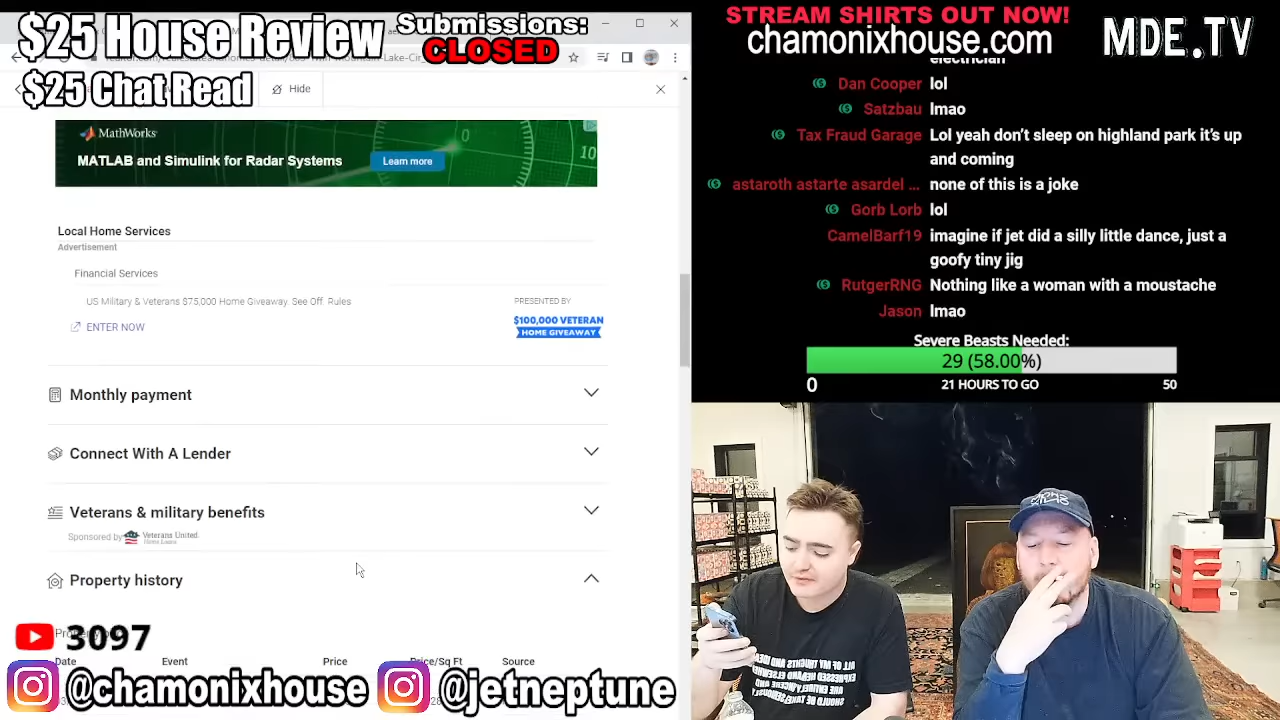 $25 House Review
$25 Chat Read
Submissions:
CLOSED
Hide
MathWorks
MATLAB and Simulink for Radar Systems
Learn more
Local Home Services
Advertisement
Financial Services
US Military & Veterans $75,000 Home Giveaway. See Off Rules
ENTER NOW
PRESENTED BY
$100,000 VETERAN
HOME GIVEAWAY
Monthly payment
Connect With A Lender
Veterans & military benefits
Sponsored by Veterans United.
Home Loans
Property history
3097
Date Event Price Price/Sq Ft Source
@chamonixhouse @jetneptune
STREAM SHIRTS OUT NOW!
chamonixhouse.com
MDE.TV
electrician
Dan Cooper lol
Satzbau lmao
Tax Fraud Garage Lol yeah don't sleep on highland park it's up
and coming
astaroth astarte asardel ... none of this is a joke
Gorb Lorb lol
CamelBarf19 imagine if jet did a silly little dance, just a
goofy tiny jig
RutgerRNG Nothing like a woman with a moustache
Jason lmao
Severe Beasts Needed:
29 (58.00%)
0 21 HOURS TO GO 50